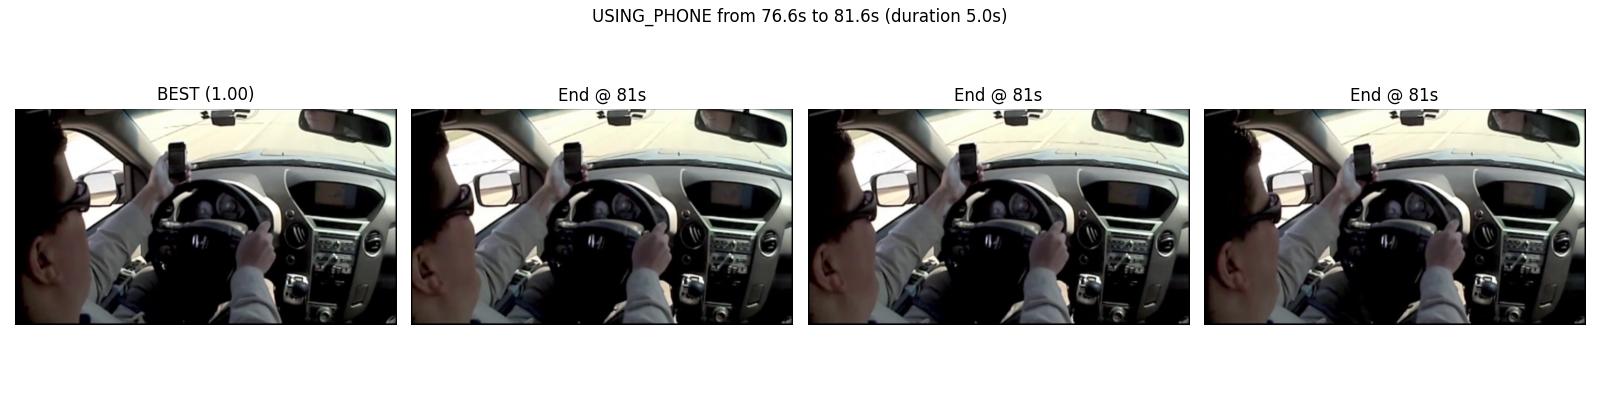 USING_PHONE from 76.6s to 81.6s (duration 5.0s)
BEST (1.00)
End @ 81s
End @ 81s
End @ 81s